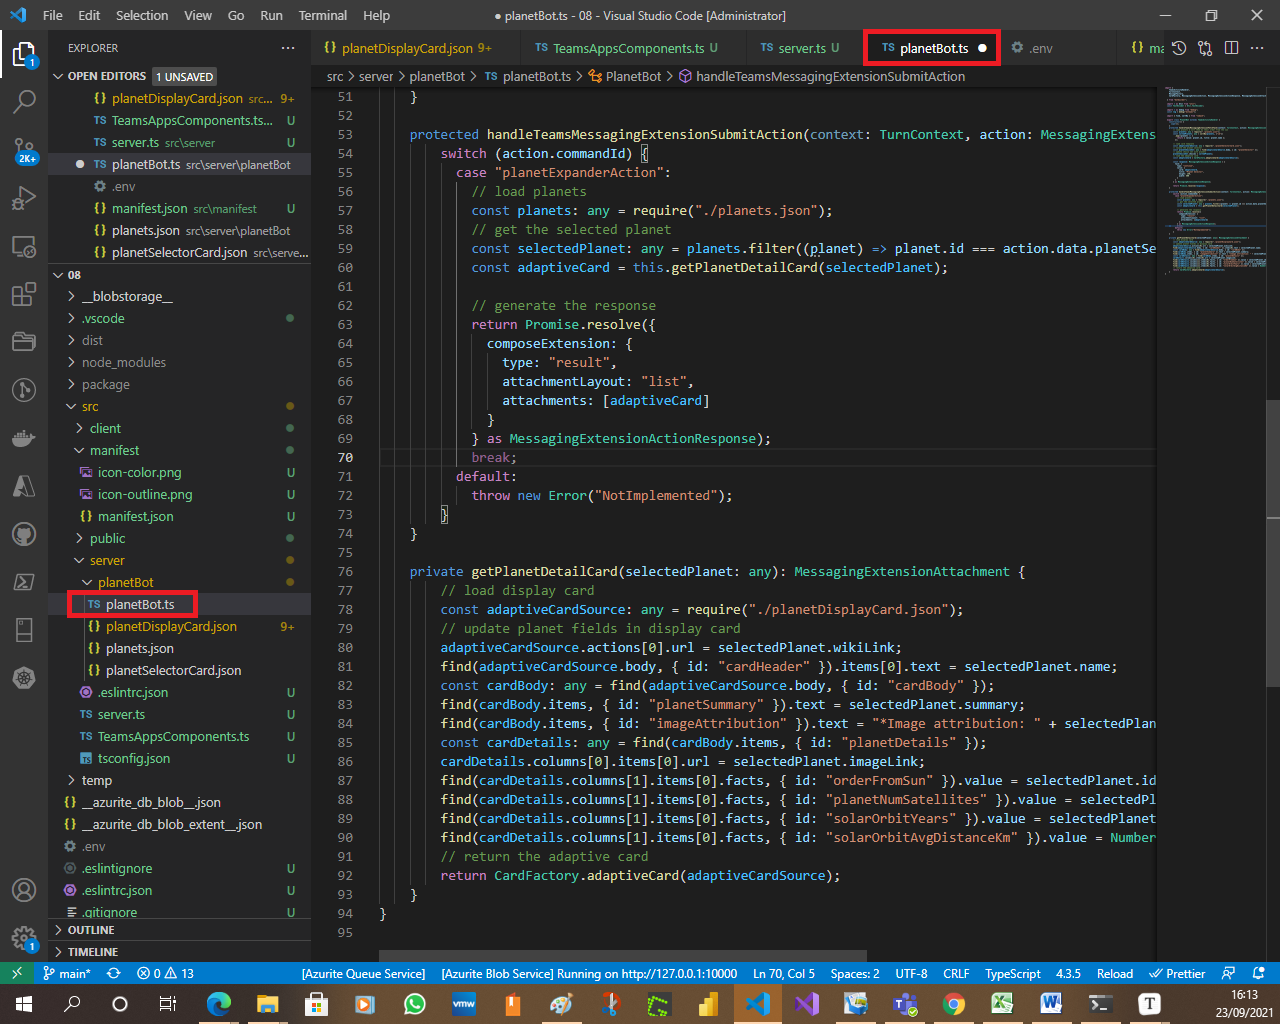 File Edit Selection View Go Run Terminal Help
● planetBot.ts - 08 - Visual Studio Code [Administrator]
EXPLORER
planetDisplayCard.json 9+
TS TeamsAppsComponents.ts U
TS server.ts U
TS planetBot.ts ●
.env
OPEN EDITORS 1 UNSAVED
src > server > planetBot > TS planetBot.ts > PlanetBot > handleTeamsMessagingExtensionSubmitAction
{} planetDisplayCard.json src... 9+
TS TeamsAppsComponents.ts...
TS server.ts src\server U
● TS planetBot.ts src\server\planetBot
.env
{} manifest.json src\manifest U
{} planets.json src\server\planetBot
{} planetSelectorCard.json src\serve...
08
__blobstorage__
.vscode
dist
node_modules
package
src
client
manifest
icon-color.png U
icon-outline.png U
{} manifest.json U
public
server
planetBot
TS planetBot.ts
{} planetDisplayCard.json 9+
{} planets.json
{} planetSelectorCard.json
.eslintrc.json U
TS server.ts U
TS TeamsAppsComponents.ts U
tsconfig.json U
temp
{} __azurite_db_blob__.json
{} __azurite_db_blob_extent__.json
.env
.eslintignore U
.eslintrc.json U
.gitignore U
OUTLINE
TIMELINE
1
2K+
1
51 }
52
53 protected handleTeamsMessagingExtensionSubmitAction(context: TurnContext, action: MessagingExtens
54 switch (action.commandId) {
55 case "planetExpanderAction":
56 // load planets
57 const planets: any = require("./planets.json");
58 // get the selected planet
59 const selectedPlanet: any = planets.filter((planet) => planet.id === action.data.planetSe
60 const adaptiveCard = this.getPlanetDetailCard(selectedPlanet);
61
62 // generate the response
63 return Promise.resolve({
64 composeExtension: {
65 type: "result",
66 attachmentLayout: "list",
67 attachments: [adaptiveCard]
68 }
69 } as MessagingExtensionActionResponse);
70 break;
71 default:
72 throw new Error("NotImplemented");
73 }
74 }
75
76 private getPlanetDetailCard(selectedPlanet: any): MessagingExtensionAttachment {
77 // load display card
78 const adaptiveCardSource: any = require("./planetDisplayCard.json");
79 // update planet fields in display card
80 adaptiveCardSource.actions[0].url = selectedPlanet.wikiLink;
81 find(adaptiveCardSource.body, { id: "cardHeader" }).items[0].text = selectedPlanet.name;
82 const cardBody: any = find(adaptiveCardSource.body, { id: "cardBody" });
83 find(cardBody.items, { id: "planetSummary" }).text = selectedPlanet.summary;
84 find(cardBody.items, { id: "imageAttribution" }).text = "*Image attribution: " + selectedPlan
85 const cardDetails: any = find(cardBody.items, { id: "planetDetails" });
86 cardDetails.columns[0].items[0].url = selectedPlanet.imageLink;
87 find(cardDetails.columns[1].items[0].facts, { id: "orderFromSun" }).value = selectedPlanet.id
88 find(cardDetails.columns[1].items[0].facts, { id: "planetNumSatellites" }).value = selectedPl
89 find(cardDetails.columns[1].items[0].facts, { id: "solarOrbitYears" }).value = selectedPlanet
90 find(cardDetails.columns[1].items[0].facts, { id: "solarOrbitAvgDistanceKm" }).value = Number
91 // return the adaptive card
92 return CardFactory.adaptiveCard(adaptiveCardSource);
93 }
94 }
95
main* 0 13 [Azurite Queue Service] [Azurite Blob Service] Running on http://127.0.0.1:10000 Ln 70, Col 5 Spaces: 2 UTF-8 CRLF TypeScript 4.3.5 Reload Prettier
vmw
T
16:13
23/09/2021